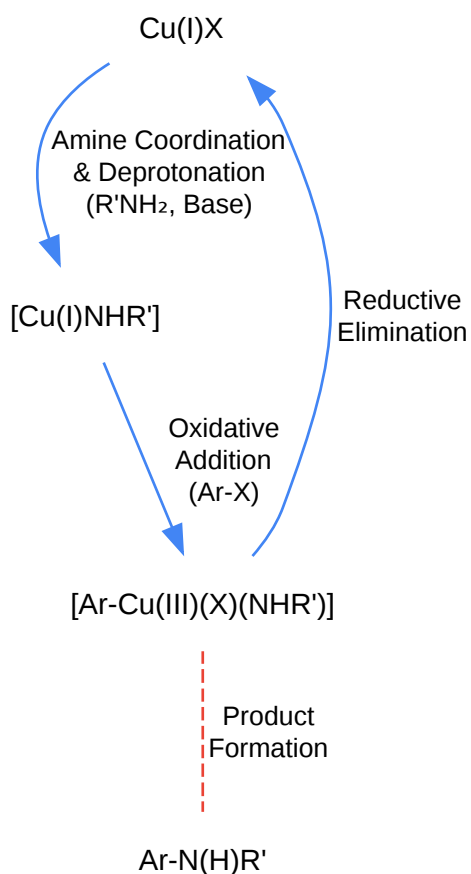 Cu(I)X
Amine Coordination
& Deprotonation
(R'NH₂, Base)
[Cu(I)NHR']
Reductive
Elimination
Oxidative
Addition
(Ar-X)
[Ar-Cu(III)(X)(NHR')]
Product
Formation
Ar-N(H)R'